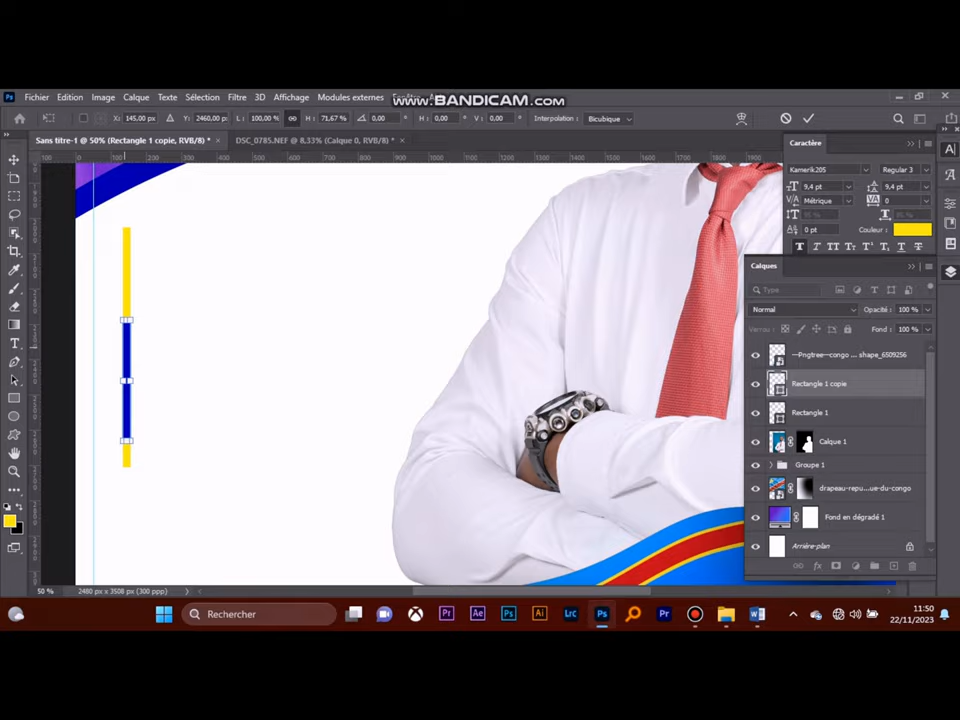 Fichier Edition Image Calque Texte Sélection Filtre 3D Affichage Modules externes
www.BANDICAM.com
X: 145,00 px Y: 2460,00 px L: 100,00 % H: 71,67 % 0,00 H: 0,00 V: 0,00 Interpolation : Bicubique
Sans titre-1 @ 50% (Rectangle 1 copie, RVB/8) * × DSC_0785.NEF @ 8,33% (Calque 0, RVB/8) * ×
Caractère
Kamerik205 Regular 3
9,4 pt 9,4 pt
Métrique 0
0 pt Couleur :
Calques
Type
Normal Opacité : 100 %
Verrou : Fond : 100 %
--Pngtree--congo ... shape_6509256
Rectangle 1 copie
Rectangle 1
Calque 1
Groupe 1
drapeau-repu...ue-du-congo
Fond en dégradé 1
Arrière-plan
50 % 2480 px x 3508 px (300 ppp)
Rechercher
11:50
22/11/2023